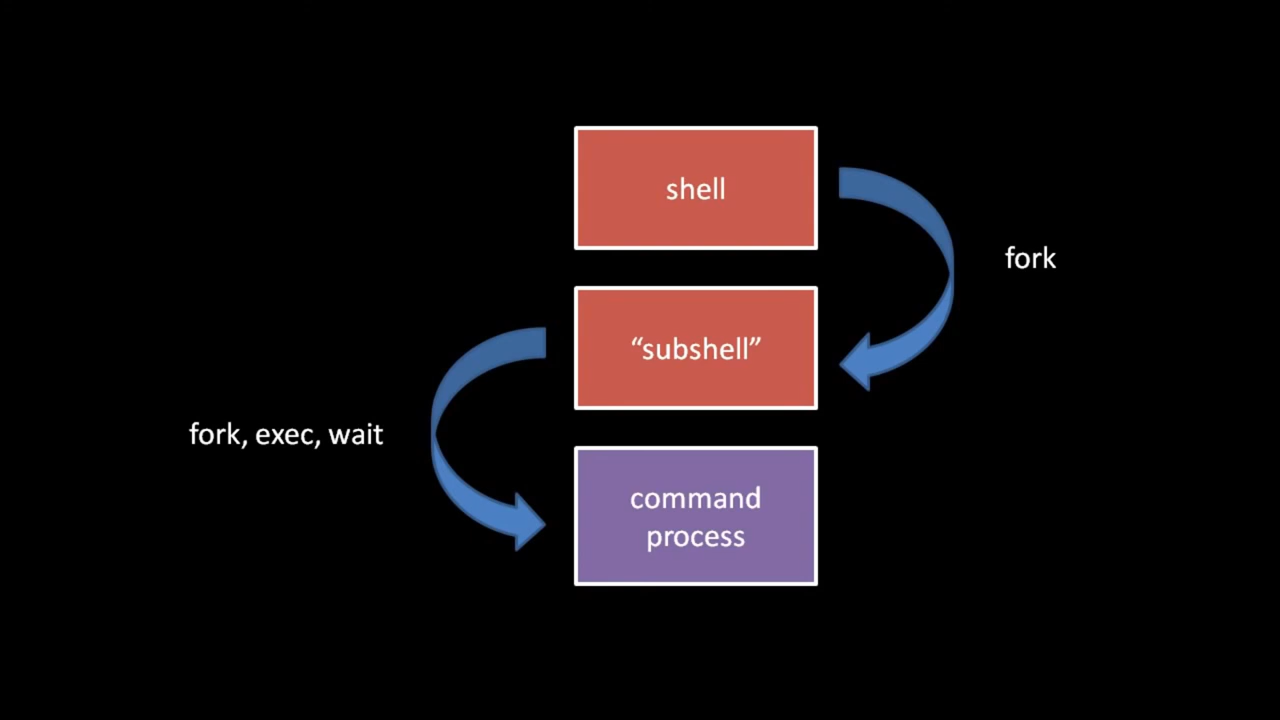 shell
fork
“subshell”
fork, exec, wait
command
process